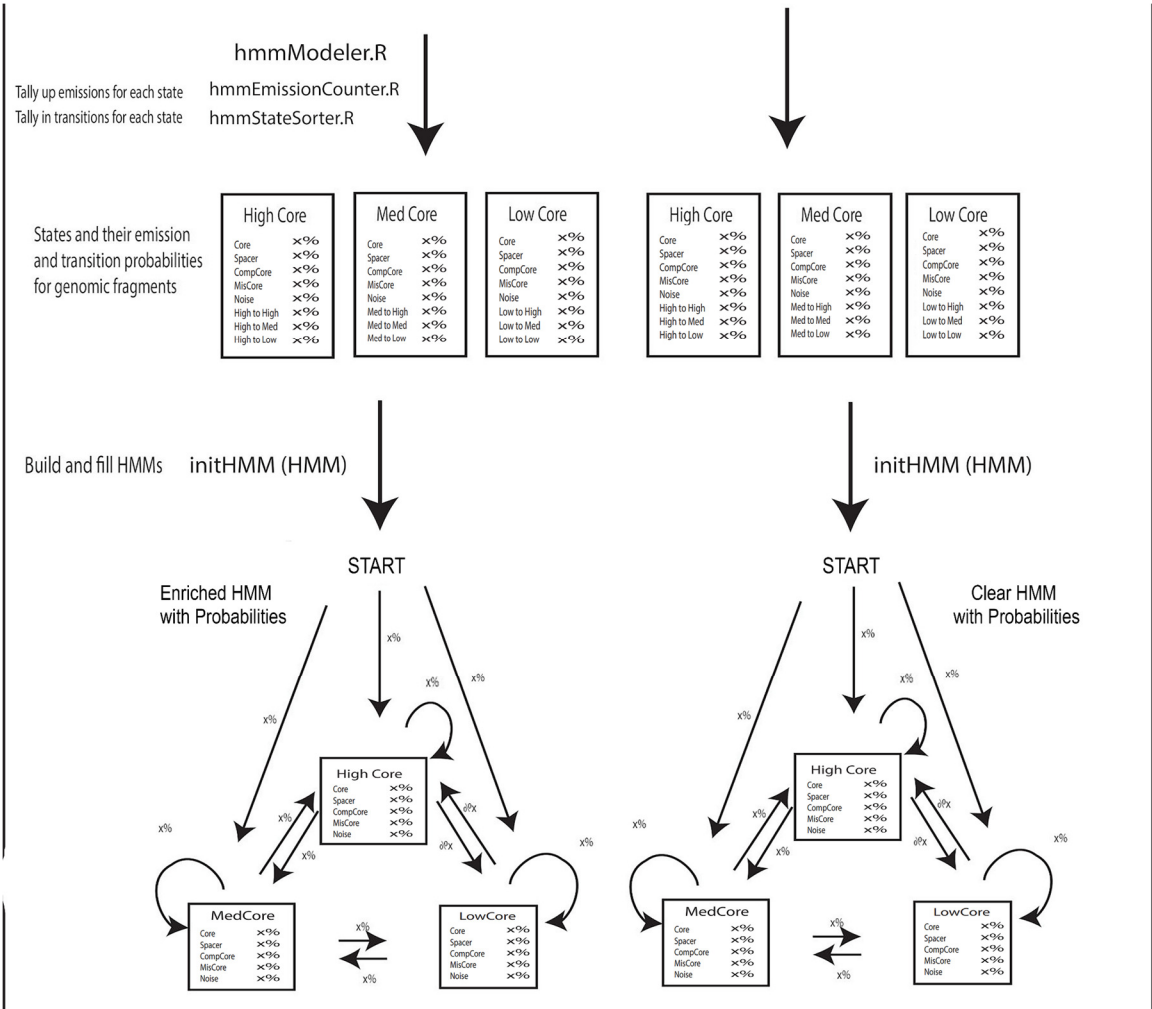 hmmModeler.R
Tally up emissions for each state hmmEmissionCounter.R
Tally in transitions for each state hmmStateSorter.R
States and their emission
and transition probabilities
for genomic fragments
High Core
Core x%
Spacer x%
CompCore x%
MisCore x%
Noise x%
High to High x%
High to Med x%
High to Low x%
Med Core
Core x%
Spacer x%
CompCore x%
MisCore x%
Noise x%
Med to High x%
Med to Med x%
Med to Low x%
Low Core
Core x%
Spacer x%
CompCore x%
MisCore x%
Noise x%
Low to High x%
Low to Med x%
Low to Low x%
High Core
Core x%
Spacer x%
CompCore x%
MisCore x%
Noise x%
High to High x%
High to Med x%
High to Low x%
Med Core
Core x%
Spacer x%
CompCore x%
MisCore x%
Noise x%
Med to High x%
Med to Med x%
Med to Low x%
Low Core
Core x%
Spacer x%
CompCore x%
MisCore x%
Noise x%
Low to High x%
Low to Med x%
Low to Low x%
Build and fill HMMs initHMM (HMM)
initHMM (HMM)
START
Enriched HMM
with Probabilities
x%
x%
x%
x%
High Core
Core x%
Spacer x%
CompCore x%
MisCore x%
Noise x%
x%
x%
x%
x%
x%
x%
MedCore
Core x%
Spacer x%
CompCore x%
MisCore x%
Noise x%
x%
x%
LowCore
Core x%
Spacer x%
CompCore x%
MisCore x%
Noise x%
START
Clear HMM
with Probabilities
x%
x%
x%
x%
High Core
Core x%
Spacer x%
CompCore x%
MisCore x%
Noise x%
x%
x%
x%
x%
x%
x%
MedCore
Core x%
Spacer x%
CompCore x%
MisCore x%
Noise x%
x%
x%
LowCore
Core x%
Spacer x%
CompCore x%
MisCore x%
Noise x%